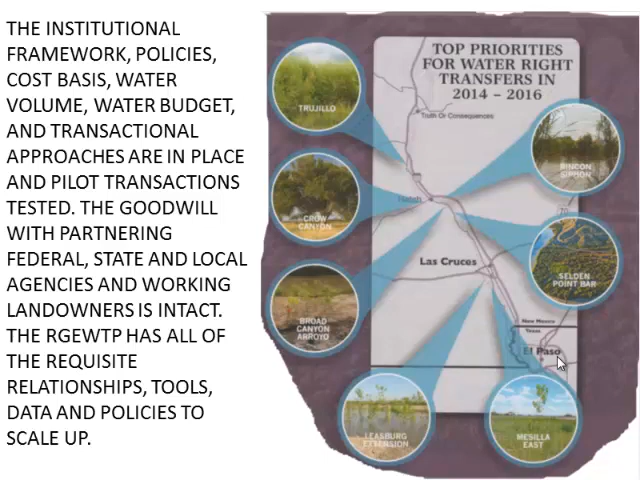 THE INSTITUTIONAL
FRAMEWORK, POLICIES,
COST BASIS, WATER
VOLUME, WATER BUDGET,
AND TRANSACTIONAL
APPROACHES ARE IN PLACE
AND PILOT TRANSACTIONS
TESTED. THE GOODWILL
WITH PARTNERING
FEDERAL, STATE AND LOCAL
AGENCIES AND WORKING
LANDOWNERS IS INTACT.
THE RGEWTP HAS ALL OF
THE REQUISITE
RELATIONSHIPS, TOOLS,
DATA AND POLICIES TO
SCALE UP.
TOP PRIORITIES
FOR WATER RIGHT
TRANSFERS IN
2014 – 2016
TRUJILLO
Truth Or Consequences
RINCON
SIPHON
Hatch
CROW
CANYON
Las Cruces
SELDEN
POINT BAR
BROAD
CANYON
ARROYO
New Mexico
Texas
El Paso
LEASBURG
EXTENSION
MESILLA
EAST